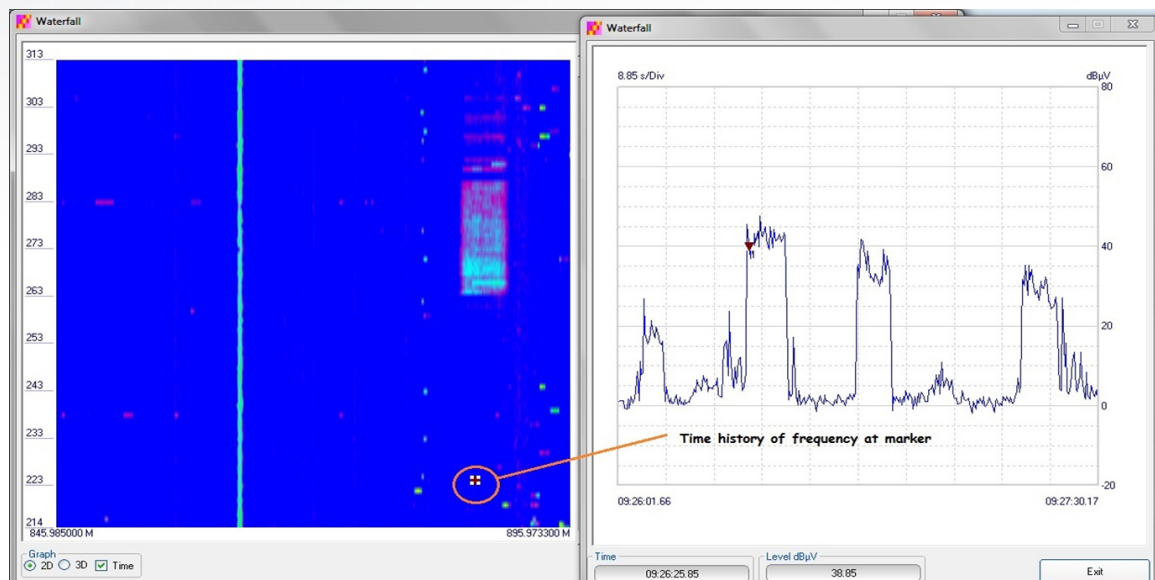 Waterfall
313
303
293
283
273
263
253
243
233
223
214
845.985000 M
895.973300 M
Graph
2D 3D Time
Waterfall
8.85 s/Div
dBµV
80
60
40
20
0
-20
09:26:01.66
09:27:30.17
Time history of frequency at marker
Time
09:26:25.85
Level dBµV
38.85
Exit